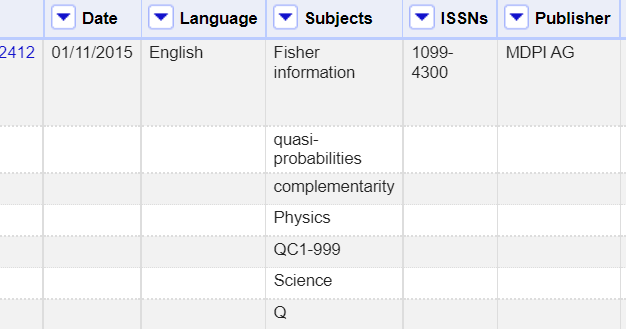 Date Language Subjects ISSNs Publisher
2412 01/11/2015 English Fisher information 1099-4300 MDPI AG
quasi-probabilities
complementarity
Physics
QC1-999
Science
Q